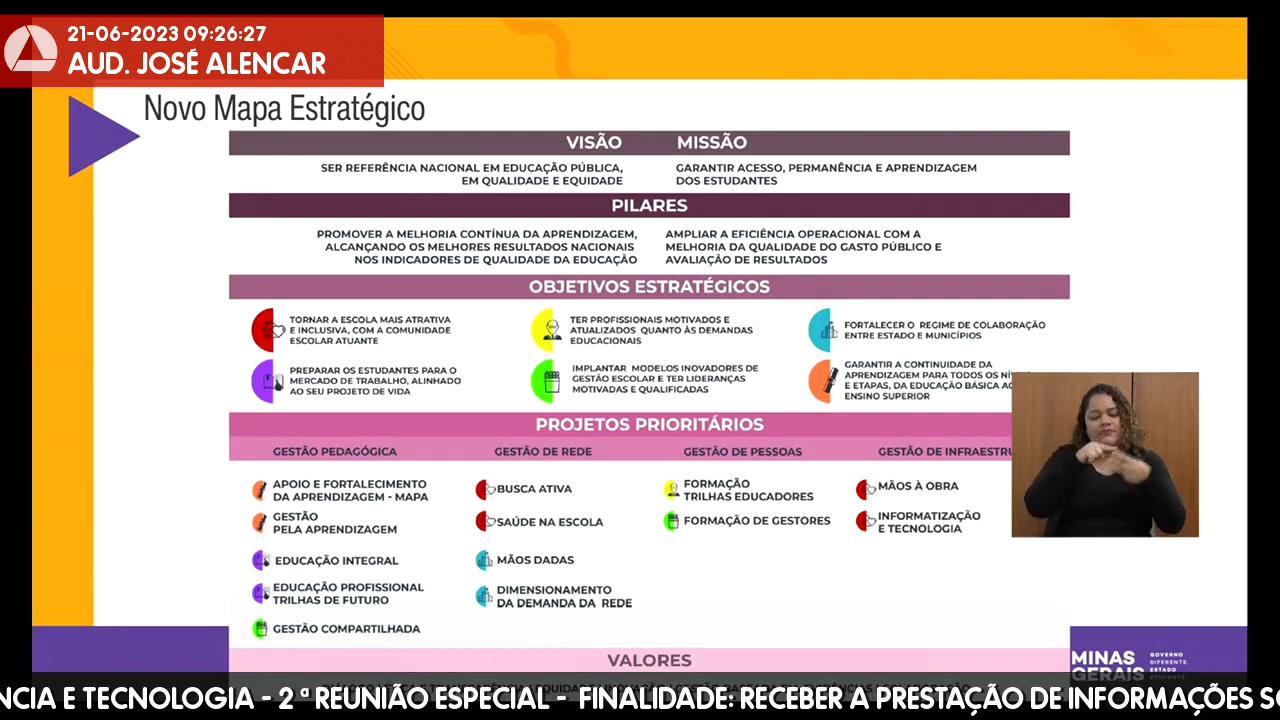 21-06-2023 09:26:27
AUD. JOSÉ ALENCAR
Novo Mapa Estratégico
VISÃO
MISSÃO
SER REFERÊNCIA NACIONAL EM EDUCAÇÃO PÚBLICA,
EM QUALIDADE E EQUIDADE
GARANTIR ACESSO, PERMANÊNCIA E APRENDIZAGEM
DOS ESTUDANTES
PILARES
PROMOVER A MELHORIA CONTÍNUA DA APRENDIZAGEM,
ALCANÇANDO OS MELHORES RESULTADOS NACIONAIS
NOS INDICADORES DE QUALIDADE DA EDUCAÇÃO
AMPLIAR A EFICIÊNCIA OPERACIONAL COM A
MELHORIA DA QUALIDADE DO GASTO PÚBLICO E
AVALIAÇÃO DE RESULTADOS
OBJETIVOS ESTRATÉGICOS
TORNAR A ESCOLA MAIS ATRATIVA
E INCLUSIVA, COM A COMUNIDADE
ESCOLAR ATUANTE
TER PROFISSIONAIS MOTIVADOS E
ATUALIZADOS QUANTO ÀS DEMANDAS
EDUCACIONAIS
FORTALECER O REGIME DE COLABORAÇÃO
ENTRE ESTADO E MUNICÍPIOS
PREPARAR OS ESTUDANTES PARA O
MERCADO DE TRABALHO, ALINHADO
AO SEU PROJETO DE VIDA
IMPLANTAR MODELOS INOVADORES DE
GESTÃO ESCOLAR E TER LIDERANÇAS
MOTIVADAS E QUALIFICADAS
GARANTIR A CONTINUIDADE DA
APRENDIZAGEM PARA TODOS OS
E ETAPAS, DA EDUCAÇÃO BÁSICA
ENSINO SUPERIOR
PROJETOS PRIORITÁRIOS
GESTÃO PEDAGÓGICA
GESTÃO DE REDE
GESTÃO DE PESSOAS
GESTÃO DE INFRAESTRU
APOIO E FORTALECIMENTO
DA APRENDIZAGEM - MAPA
GESTÃO
PELA APRENDIZAGEM
EDUCAÇÃO INTEGRAL
EDUCAÇÃO PROFISSIONAL
TRILHAS DE FUTURO
GESTÃO COMPARTILHADA
BUSCA ATIVA
SAÚDE NA ESCOLA
MÃOS DADAS
DIMENSIONAMENTO
DA DEMANDA DA REDE
FORMAÇÃO
TRILHAS EDUCADORES
FORMAÇÃO DE GESTORES
MÃOS À OBRA
INFORMATIZAÇÃO
E TECNOLOGIA
VALORES
MINAS
GERAIS
GOVERNO
DIFERENTE.
ESTADO
EFICIENTE.
NCIA E TECNOLOGIA - 2 ª REUNIÃO ESPECIAL - FINALIDADE: RECEBER A PRESTAÇÃO DE INFORMAÇÕES S